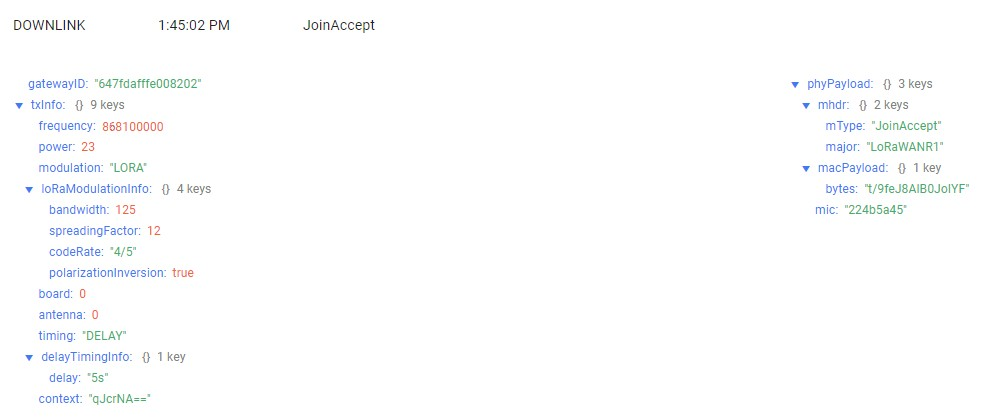 DOWNLINK 1:45:02 PM JoinAccept
gatewayID: "647fdafffe008202"
txInfo: {} 9 keys
frequency: 868100000
power: 23
modulation: "LORA"
loRaModulationInfo: {} 4 keys
bandwidth: 125
spreadingFactor: 12
codeRate: "4/5"
polarizationInversion: true
board: 0
antenna: 0
timing: "DELAY"
delayTimingInfo: {} 1 key
delay: "5s"
context: "qJcrNA=="
phyPayload: {} 3 keys
mhdr: {} 2 keys
mType: "JoinAccept"
major: "LoRaWANR1"
macPayload: {} 1 key
bytes: "t/9feJ8AIB0JoIYF"
mic: "224b5a45"